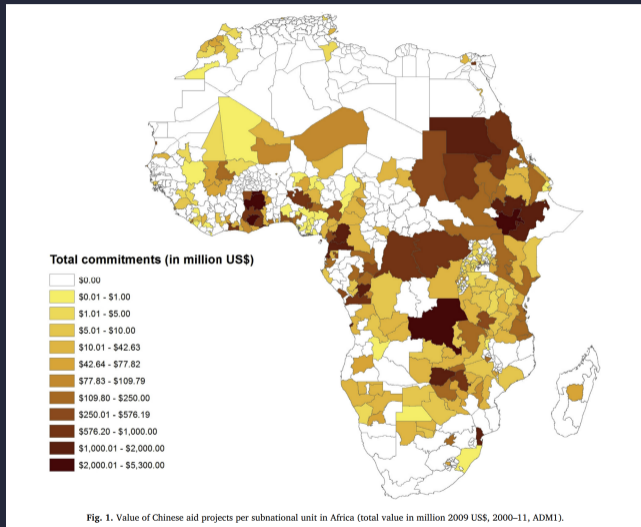 Total commitments (in million US$)
$0.00
$0.01 - $1.00
$1.01 - $5.00
$5.01 - $10.00
$10.01 - $42.63
$42.64 - $77.82
$77.83 - $109.79
$109.80 - $250.00
$250.01 - $576.19
$576.20 - $1,000.00
$1,000.01 - $2,000.00
$2,000.01 - $5,300.00
Fig. 1. Value of Chinese aid projects per subnational unit in Africa (total value in million 2009 US$, 2000–11, ADM1).